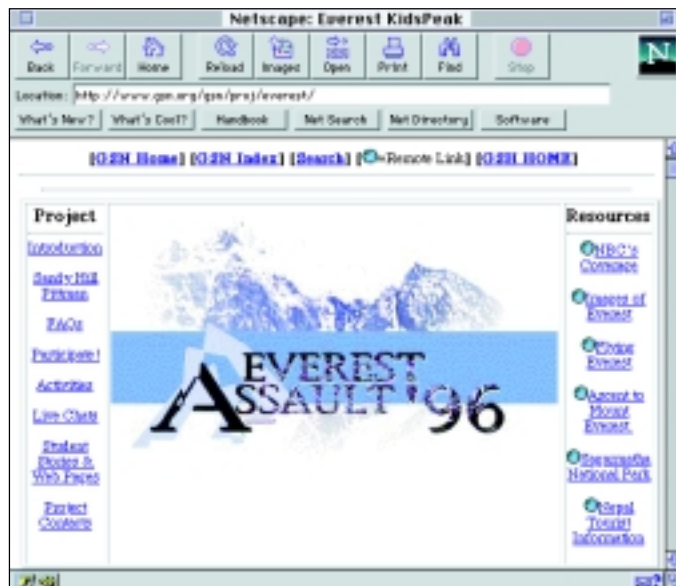 Netscape: Everest KidsPeak
Back Forward Home Reload Images Open Print Find Stop
N
Location: http://www.gsn.org/gsn/proj/everest/
What's New? What's Cool? Handbook Net Search Net Directory Software
[GSN Home] [GSN Index] [Search] [=Remote Link] [GSN HOME]
Project
Introduction
Sandy Hill
Pittman
FAQs
Participate!
Activities
Live Chats
Student
Stories &
Web Pages
Project
Contacts
EVEREST
ASSAULT '96
Resources
NBC's
Coverage
Images of
Everest
Everest
Ascent to
Mount
Everest
Sagarmatha
National Park
Nepal
Tourist
Information